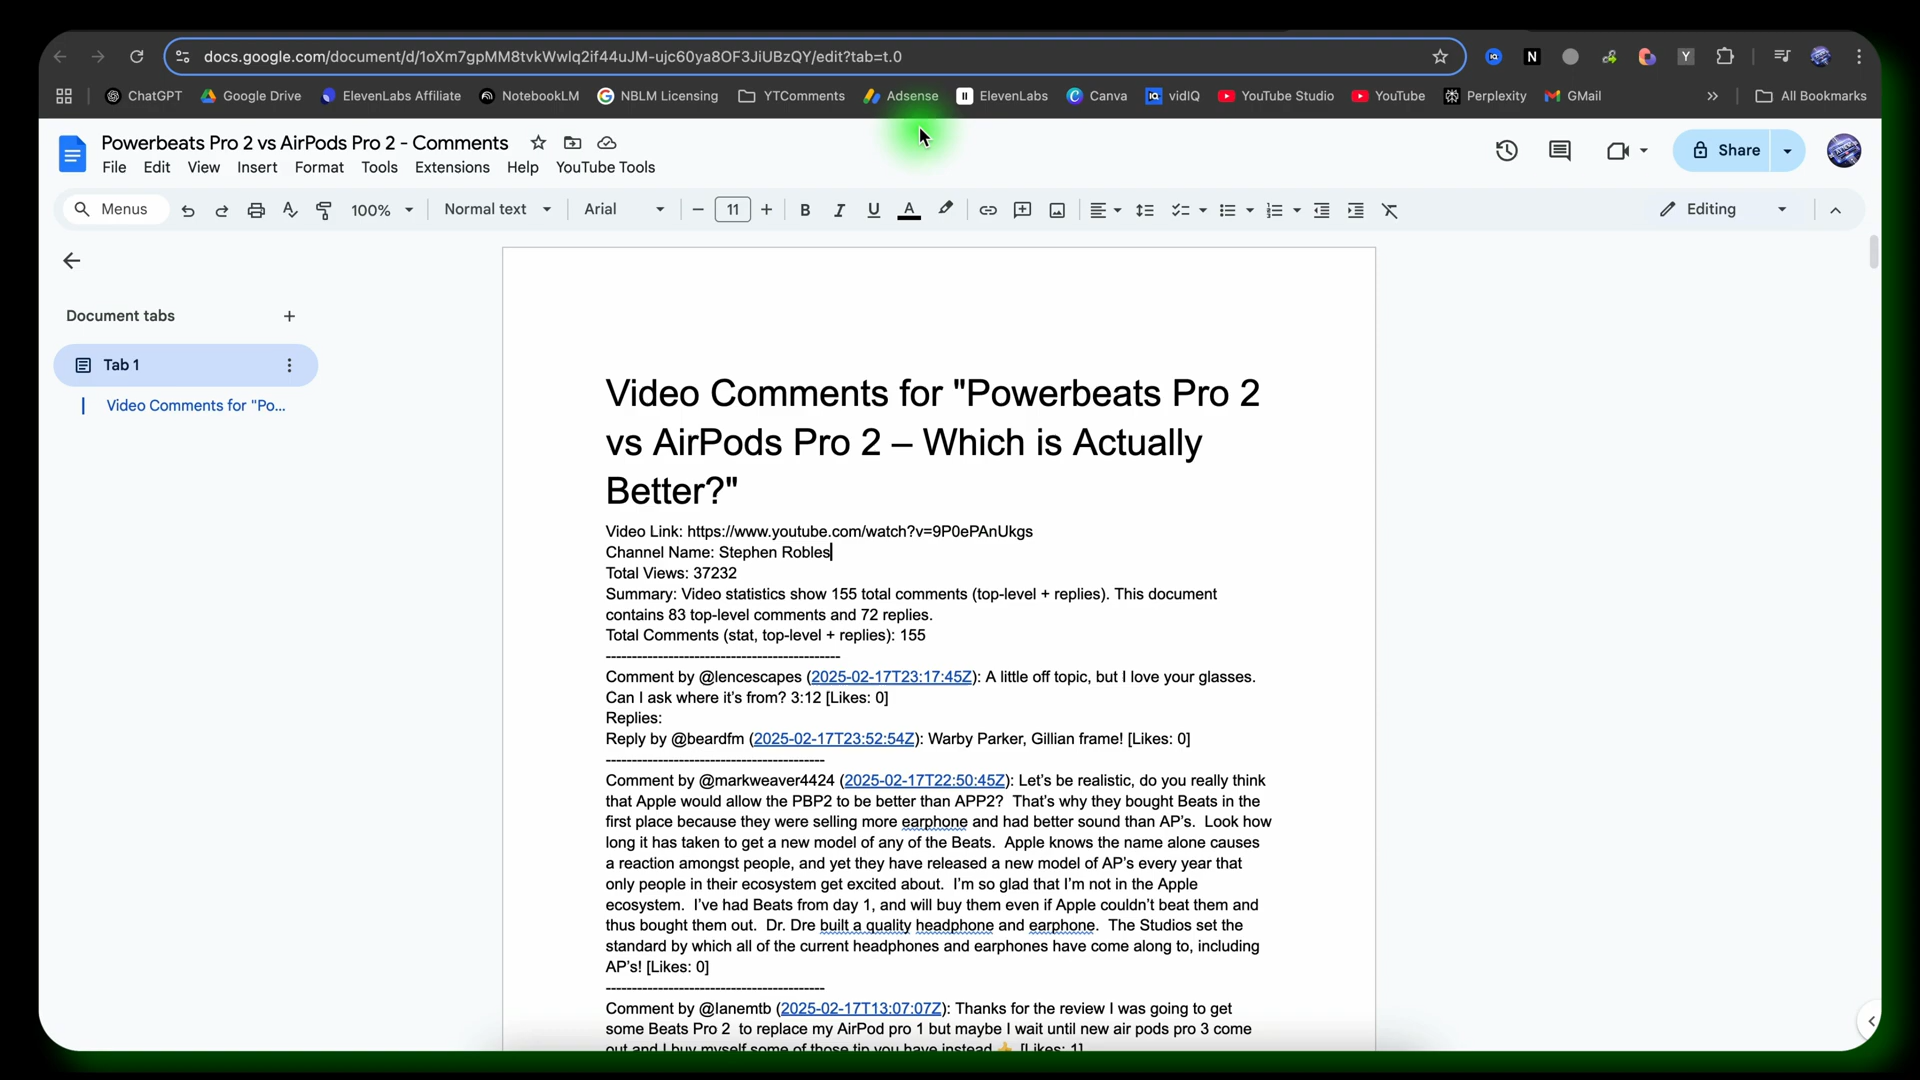 docs.google.com/document/d/1oXm7gpMM8tvkWwlq2if44uJM-ujc60ya8OF3JiUBzQY/edit?tab=t.0
ChatGPT Google Drive ElevenLabs Affiliate NotebookLM NBLM Licensing YTComments Adsense ElevenLabs Canva vidIQ YouTube Studio YouTube Perplexity GMail » All Bookmarks
Powerbeats Pro 2 vs AirPods Pro 2 - Comments
Share
File Edit View Insert Format Tools Extensions Help YouTube Tools
Menus 100% Normal text Arial 11 Editing
Document tabs
Tab 1
Video Comments for "Po...
Video Comments for "Powerbeats Pro 2
vs AirPods Pro 2 – Which is Actually
Better?"
Video Link: https://www.youtube.com/watch?v=9P0ePAnUkgs
Channel Name: Stephen Robles
Total Views: 37232
Summary: Video statistics show 155 total comments (top-level + replies). This document
contains 83 top-level comments and 72 replies.
Total Comments (stat, top-level + replies): 155
---------------------------------------------
Comment by @lencescapes (2025-02-17T23:17:45Z): A little off topic, but I love your glasses.
Can I ask where it's from? 3:12 [Likes: 0]
Replies:
Reply by @beardfm (2025-02-17T23:52:54Z): Warby Parker, Gillian frame! [Likes: 0]
------------------------------------------
Comment by @markweaver4424 (2025-02-17T22:50:45Z): Let's be realistic, do you really think
that Apple would allow the PBP2 to be better than APP2?  That's why they bought Beats in the
first place because they were selling more earphone and had better sound than AP's.  Look how
long it has taken to get a new model of any of the Beats.  Apple knows the name alone causes
a reaction amongst people, and yet they have released a new model of AP's every year that
only people in their ecosystem get excited about.  I'm so glad that I'm not in the Apple
ecosystem.  I've had Beats from day 1, and will buy them even if Apple couldn't beat them and
thus bought them out.  Dr. Dre built a quality headphone and earphone.  The Studios set the
standard by which all of the current headphones and earphones have come along to, including
AP's! [Likes: 0]
------------------------------------------
Comment by @lanemtb (2025-02-17T13:07:07Z): Thanks for the review I was going to get
some Beats Pro 2  to replace my AirPod pro 1 but maybe I wait until new air pods pro 3 come
out and I buy myself some of those tip you have instead 👍 [Likes: 1]